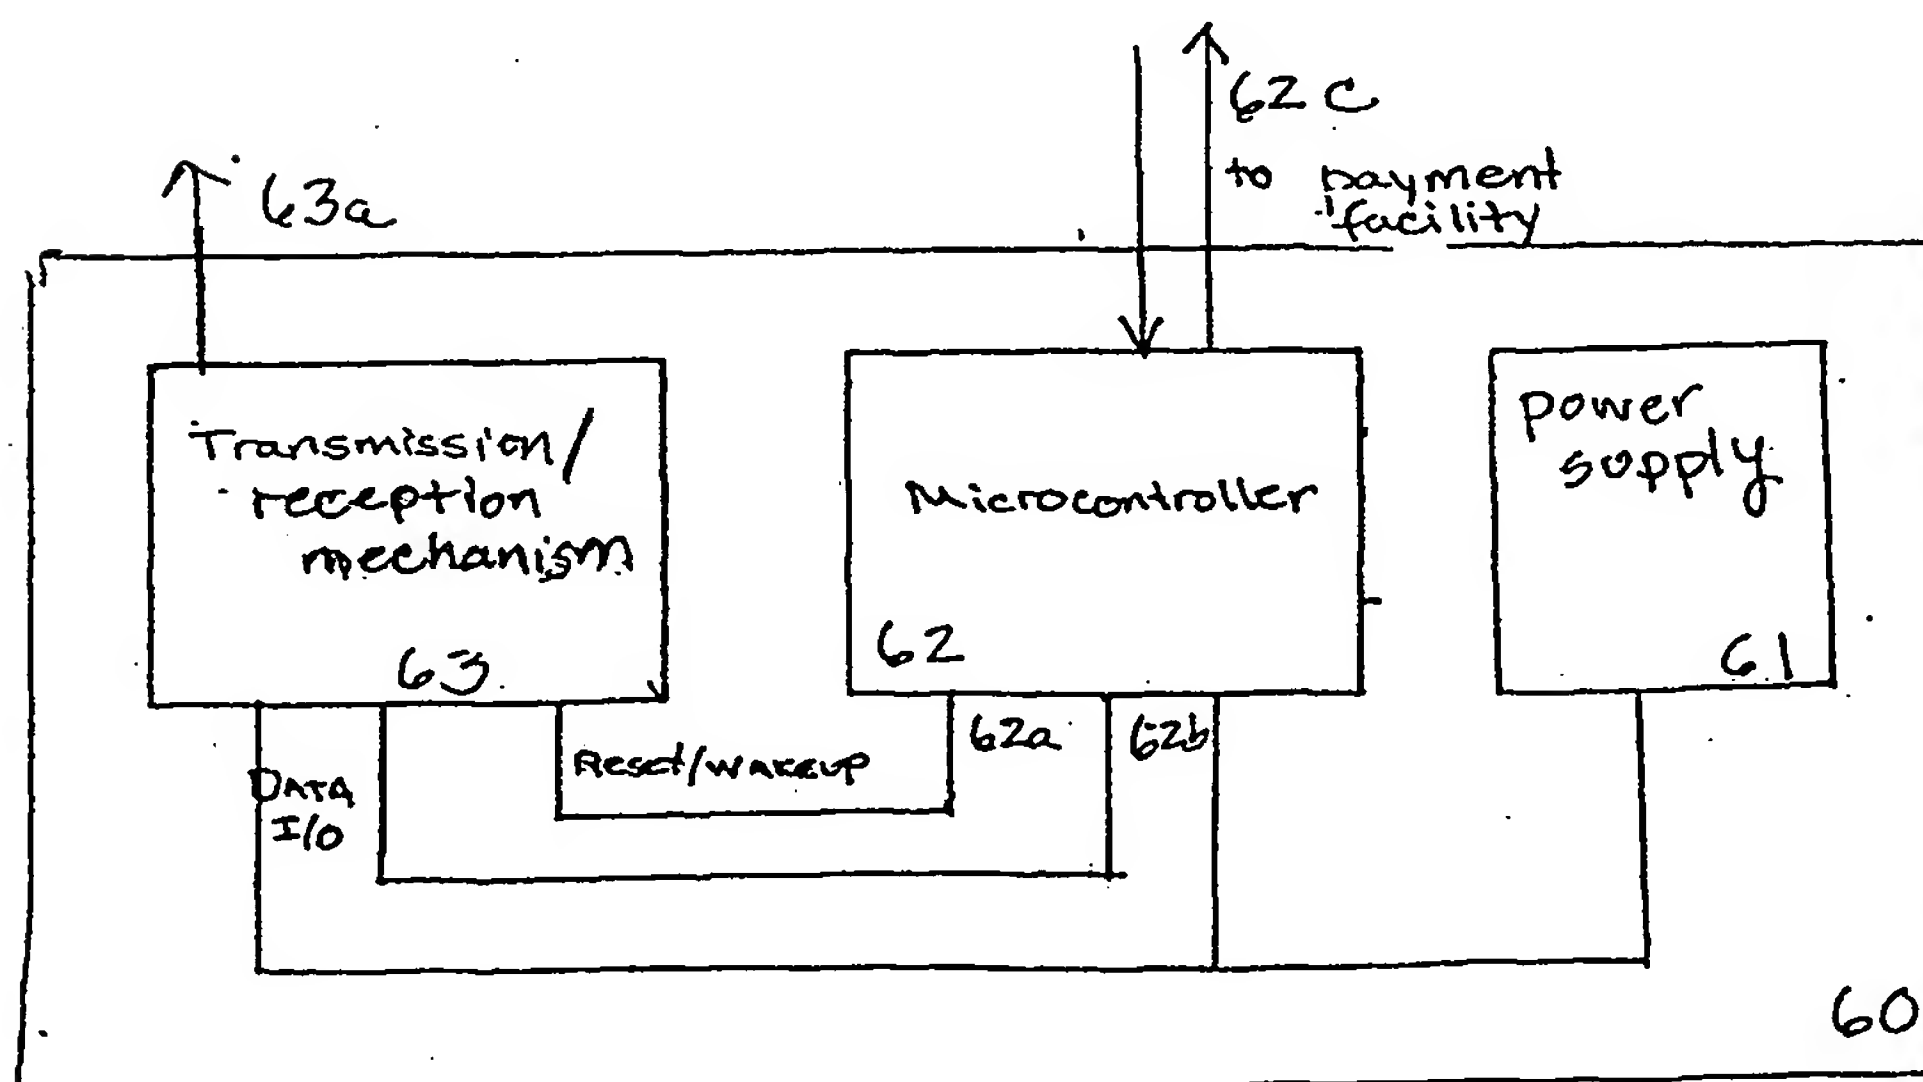 62c
to payment
facility
63a
Transmission/
reception
mechanism
63
Microcontroller
62
power
supply
61
62a
62b
Reset/wakeup
DATA
I/O
60